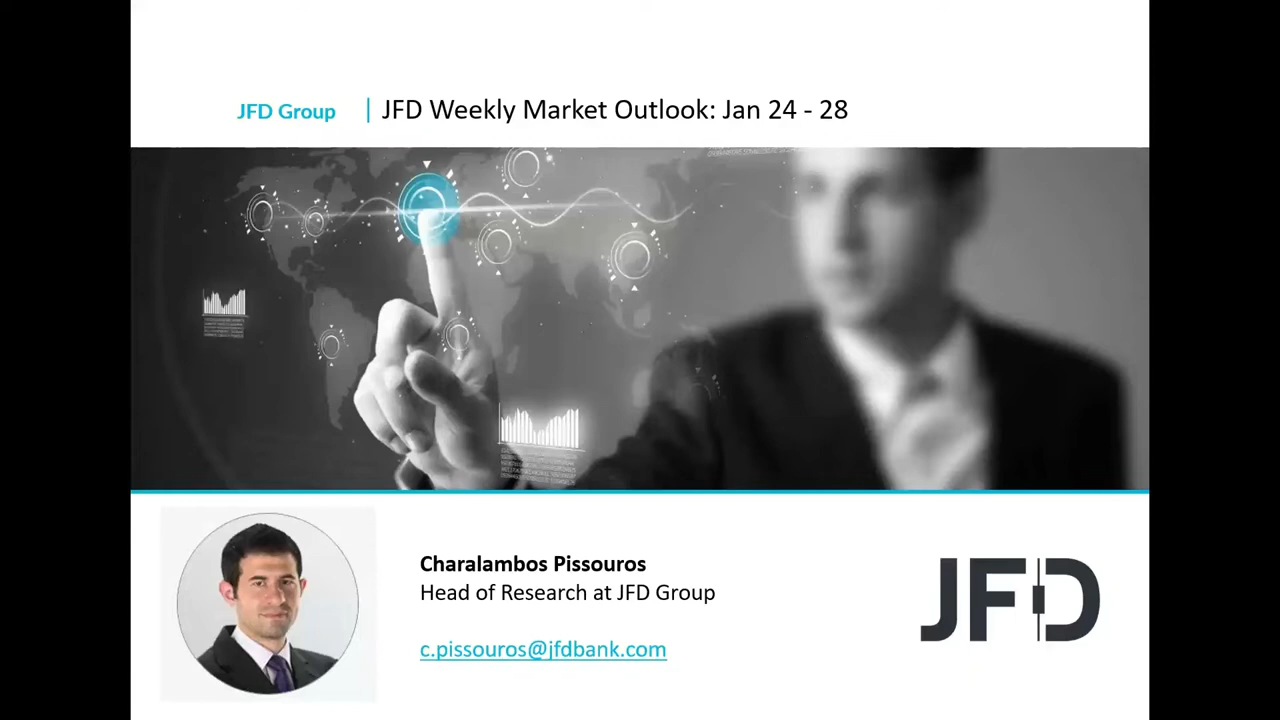 JFD Group | JFD Weekly Market Outlook: Jan 24 - 28
Charalambos Pissouros
Head of Research at JFD Group
c.pissouros@jfdbank.com
JFD